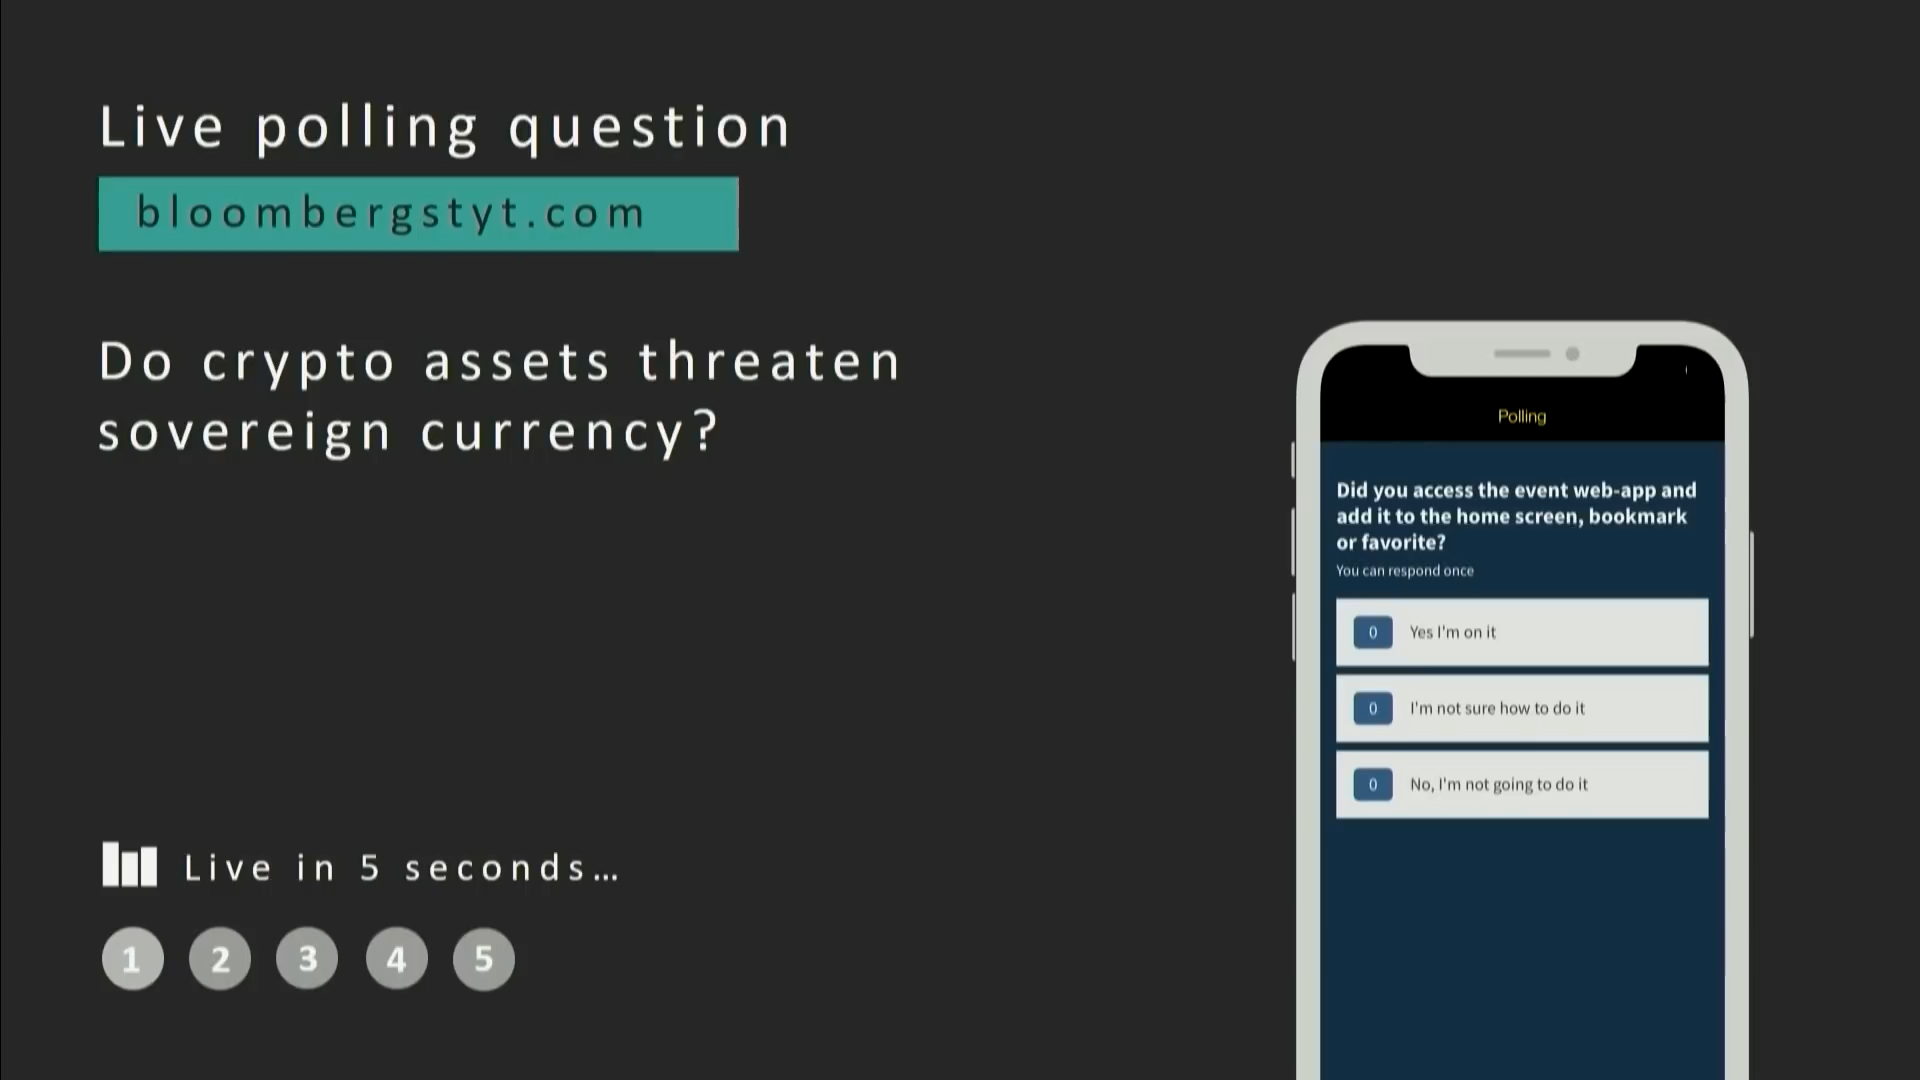 Live polling question
bloombergstyt.com
Do crypto assets threaten
sovereign currency?
Live in 5 seconds…
1 2 3 4 5
Polling
Did you access the event web-app and
add it to the home screen, bookmark
or favorite?
You can respond once
0 Yes I'm on it
0 I'm not sure how to do it
0 No, I'm not going to do it